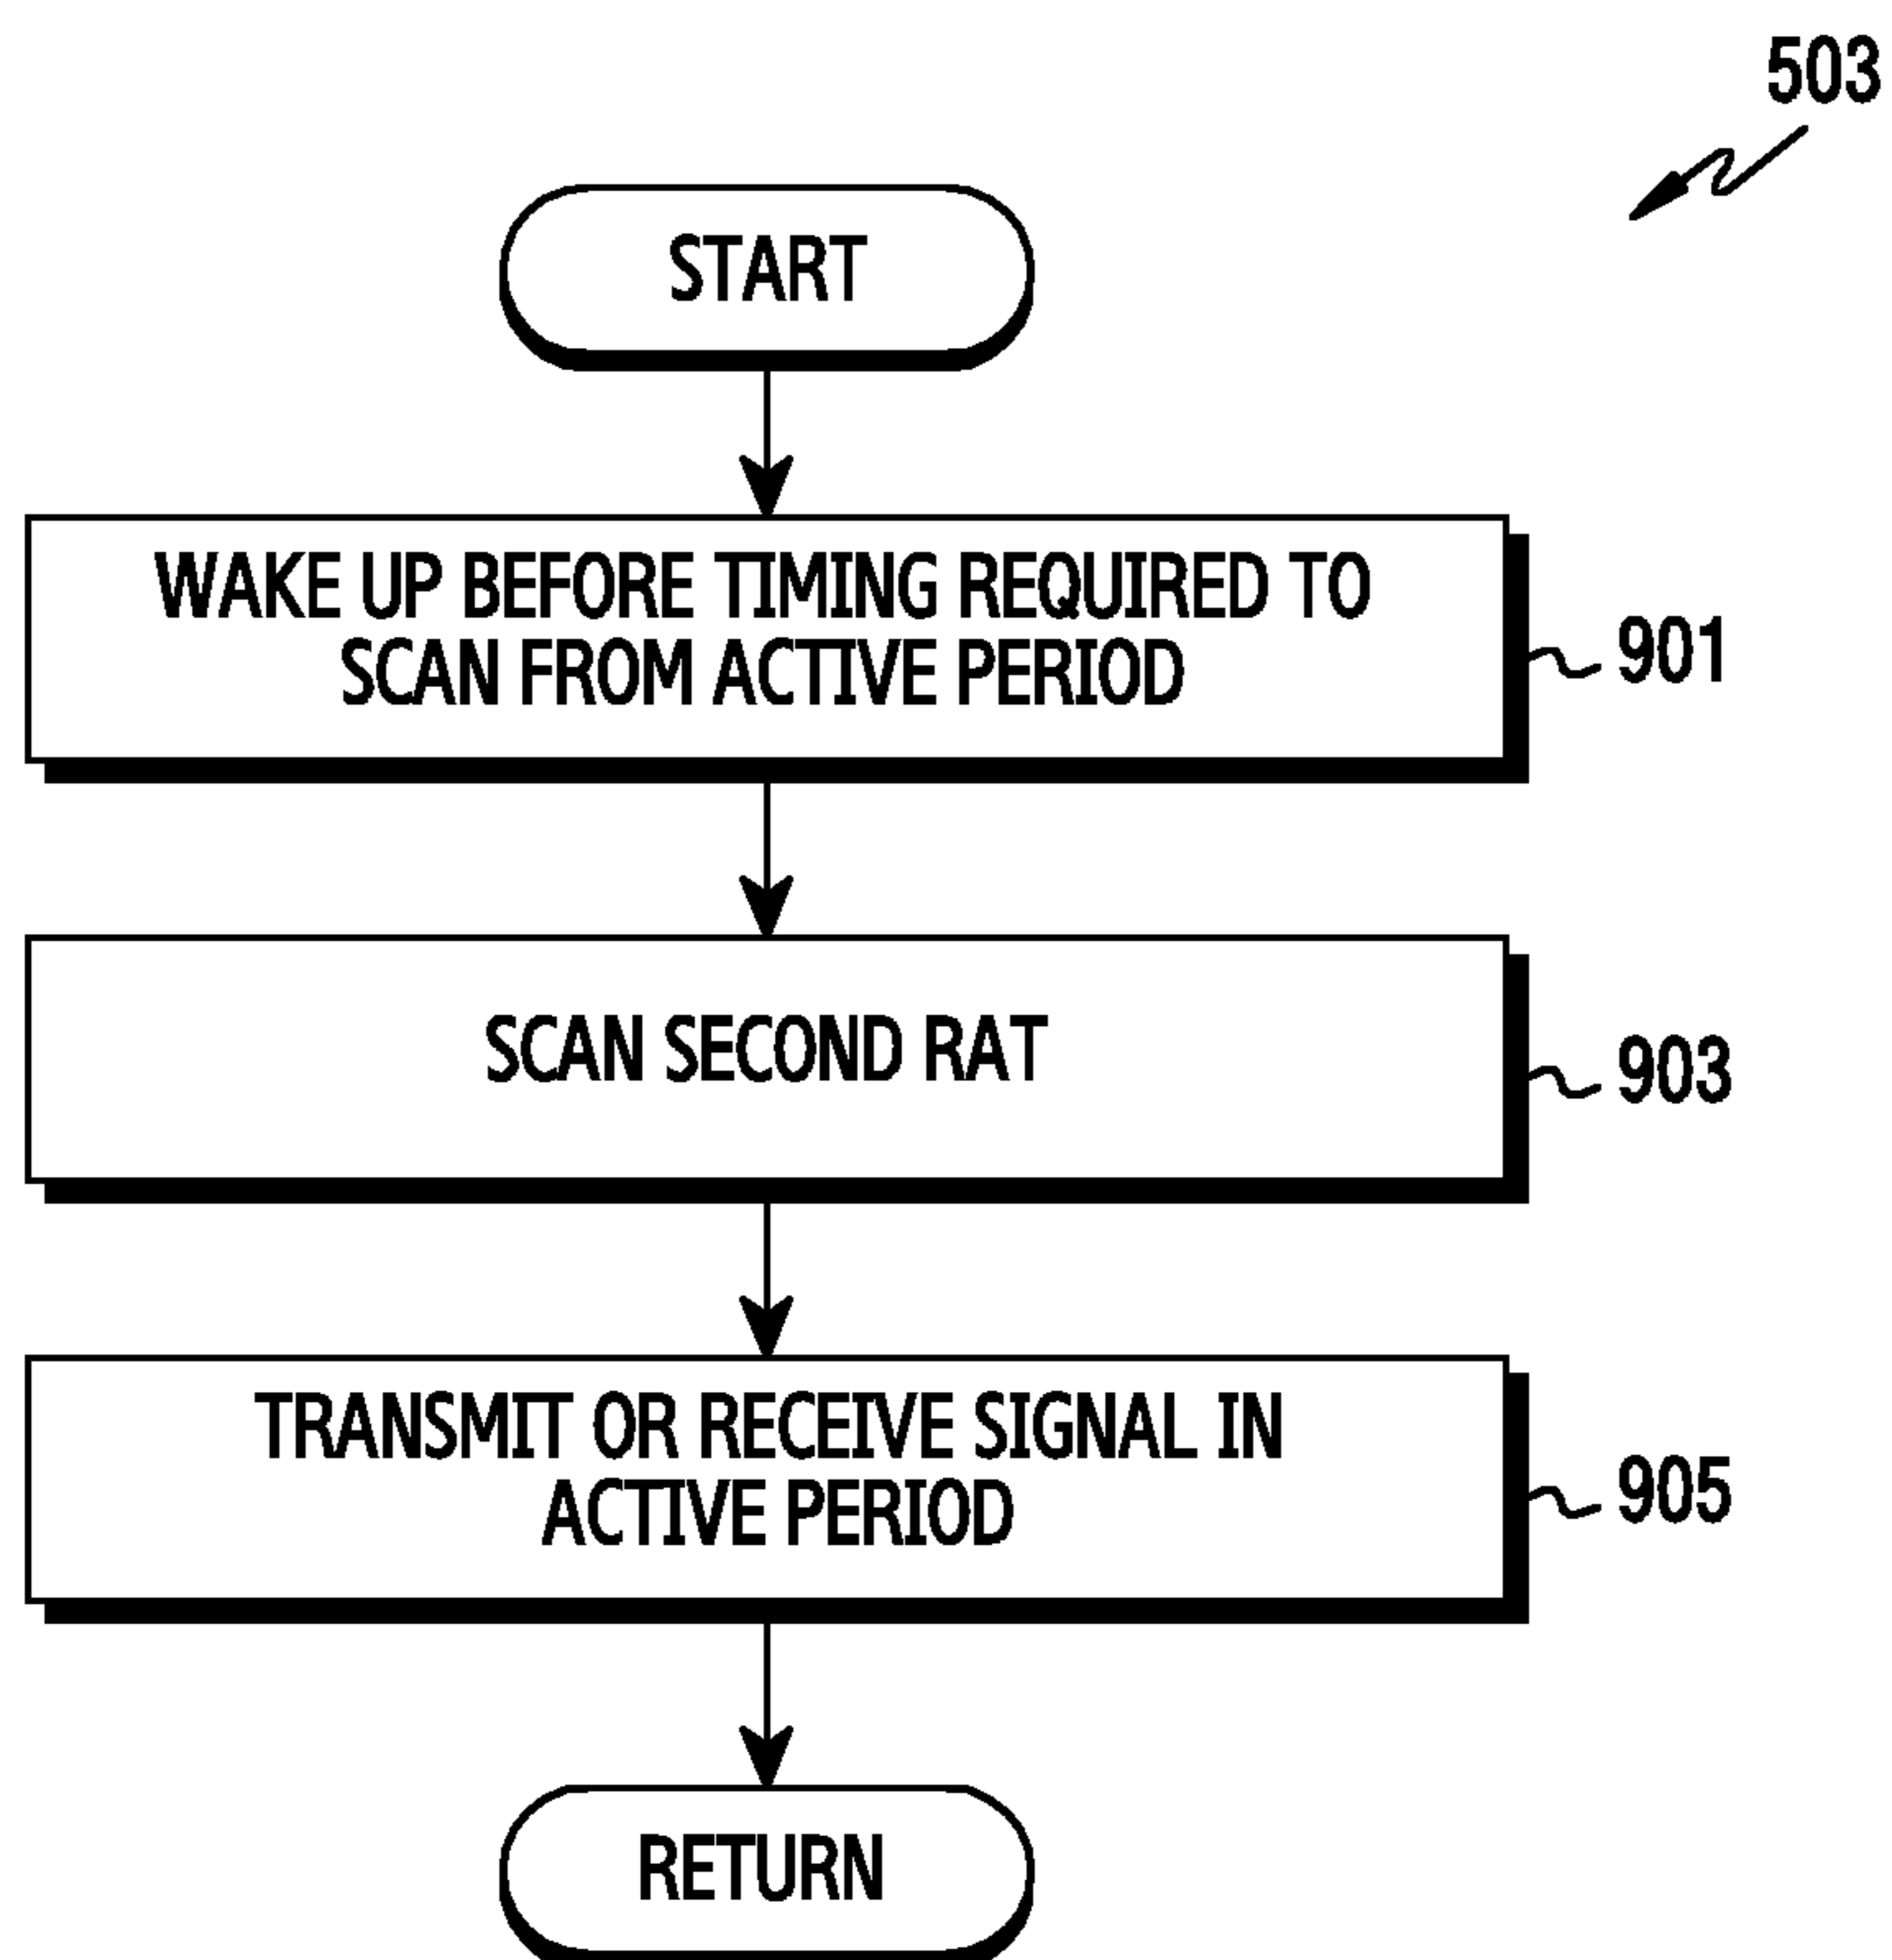 503
START
WAKE UP BEFORE TIMING REQUIRED TO
SCAN FROM ACTIVE PERIOD
901
SCAN SECOND RAT
903
TRANSMIT OR RECEIVE SIGNAL IN
ACTIVE PERIOD
905
RETURN